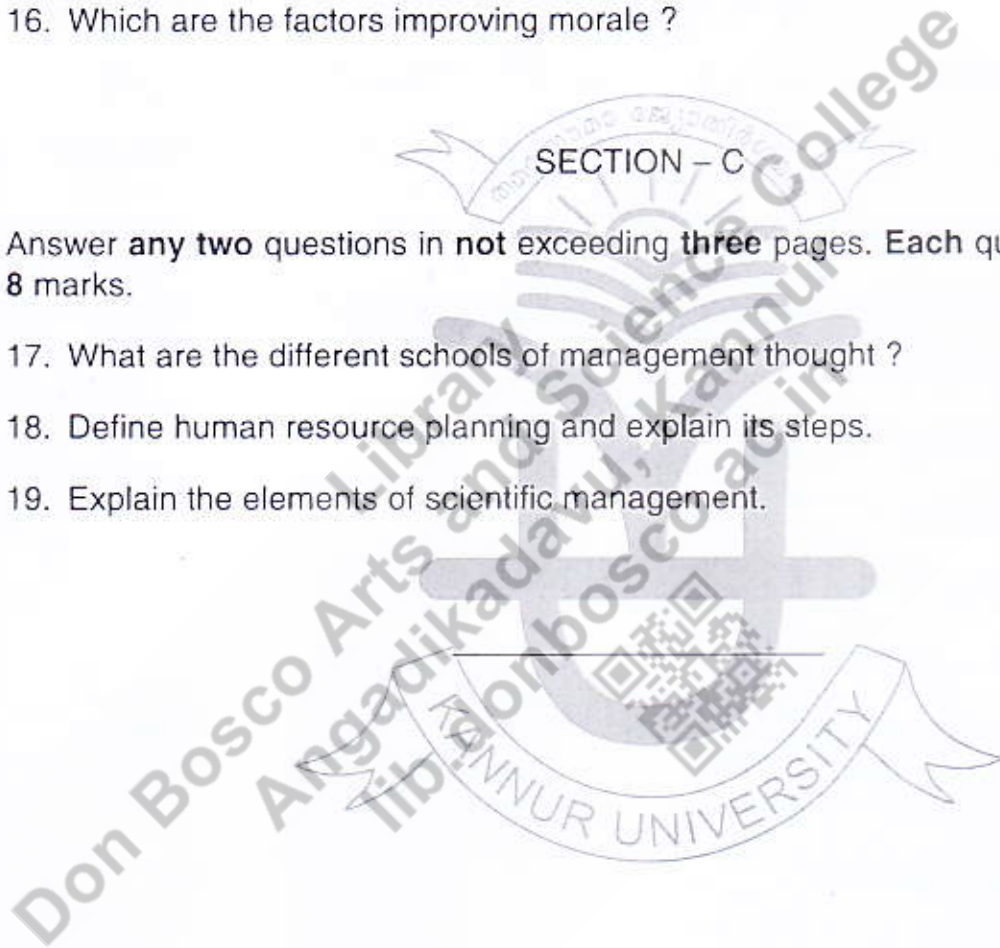 16. Which are the factors improving morale ?
SECTION – C
Answer any two questions in not exceeding three pages. Each
8 marks.
17. What are the different schools of management thought ?
18. Define human resource planning and explain its steps.
19. Explain the elements of scientific management.
Library
Don Bosco Arts and Science College
Angadikadavu, Kannur
lib.donbosco.ac.in
KANNUR UNIVERSITY